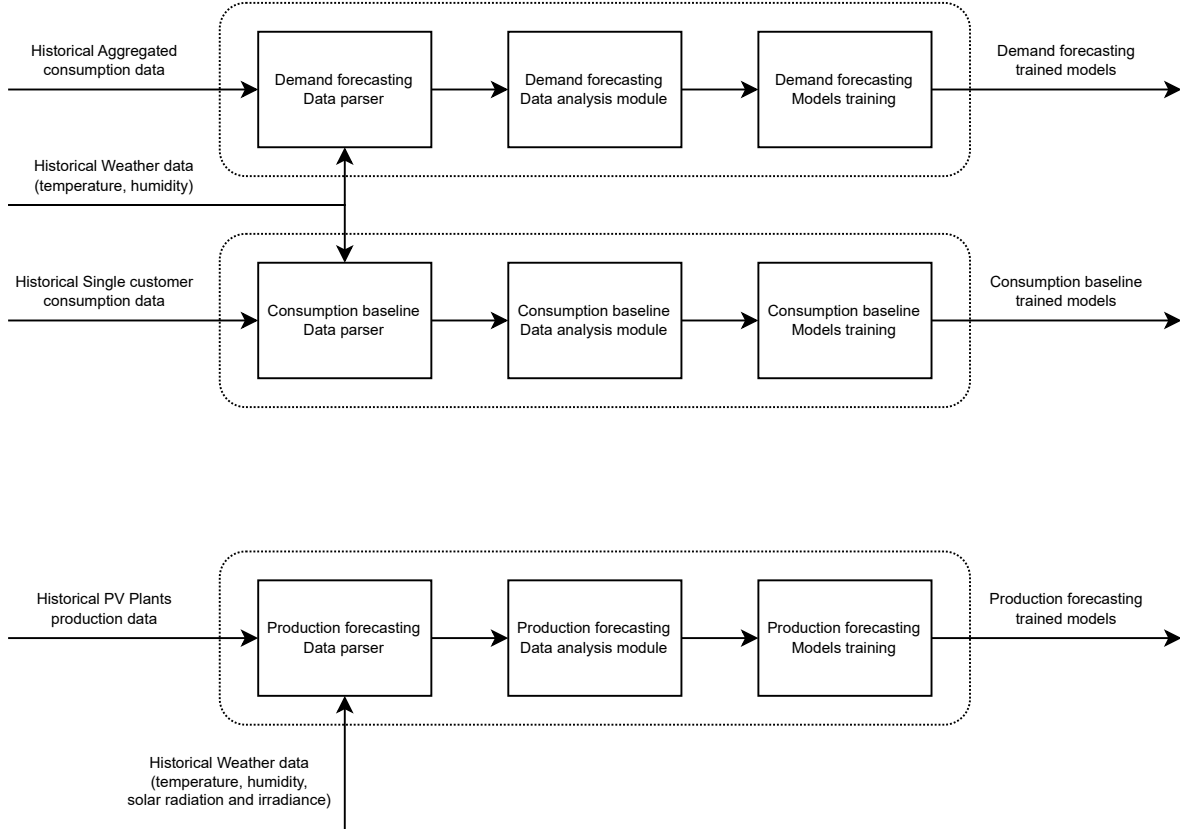 Historical Aggregated
consumption data
Demand forecasting
Data parser
Demand forecasting
Data analysis module
Demand forecasting
Models training
Demand forecasting
trained models
Historical Weather data
(temperature, humidity)
Historical Single customer
consumption data
Consumption baseline
Data parser
Consumption baseline
Data analysis module
Consumption baseline
Models training
Consumption baseline
trained models
Historical PV Plants
production data
Production forecasting
Data parser
Production forecasting
Data analysis module
Production forecasting
Models training
Production forecasting
trained models
Historical Weather data
(temperature, humidity,
solar radiation and irradiance)